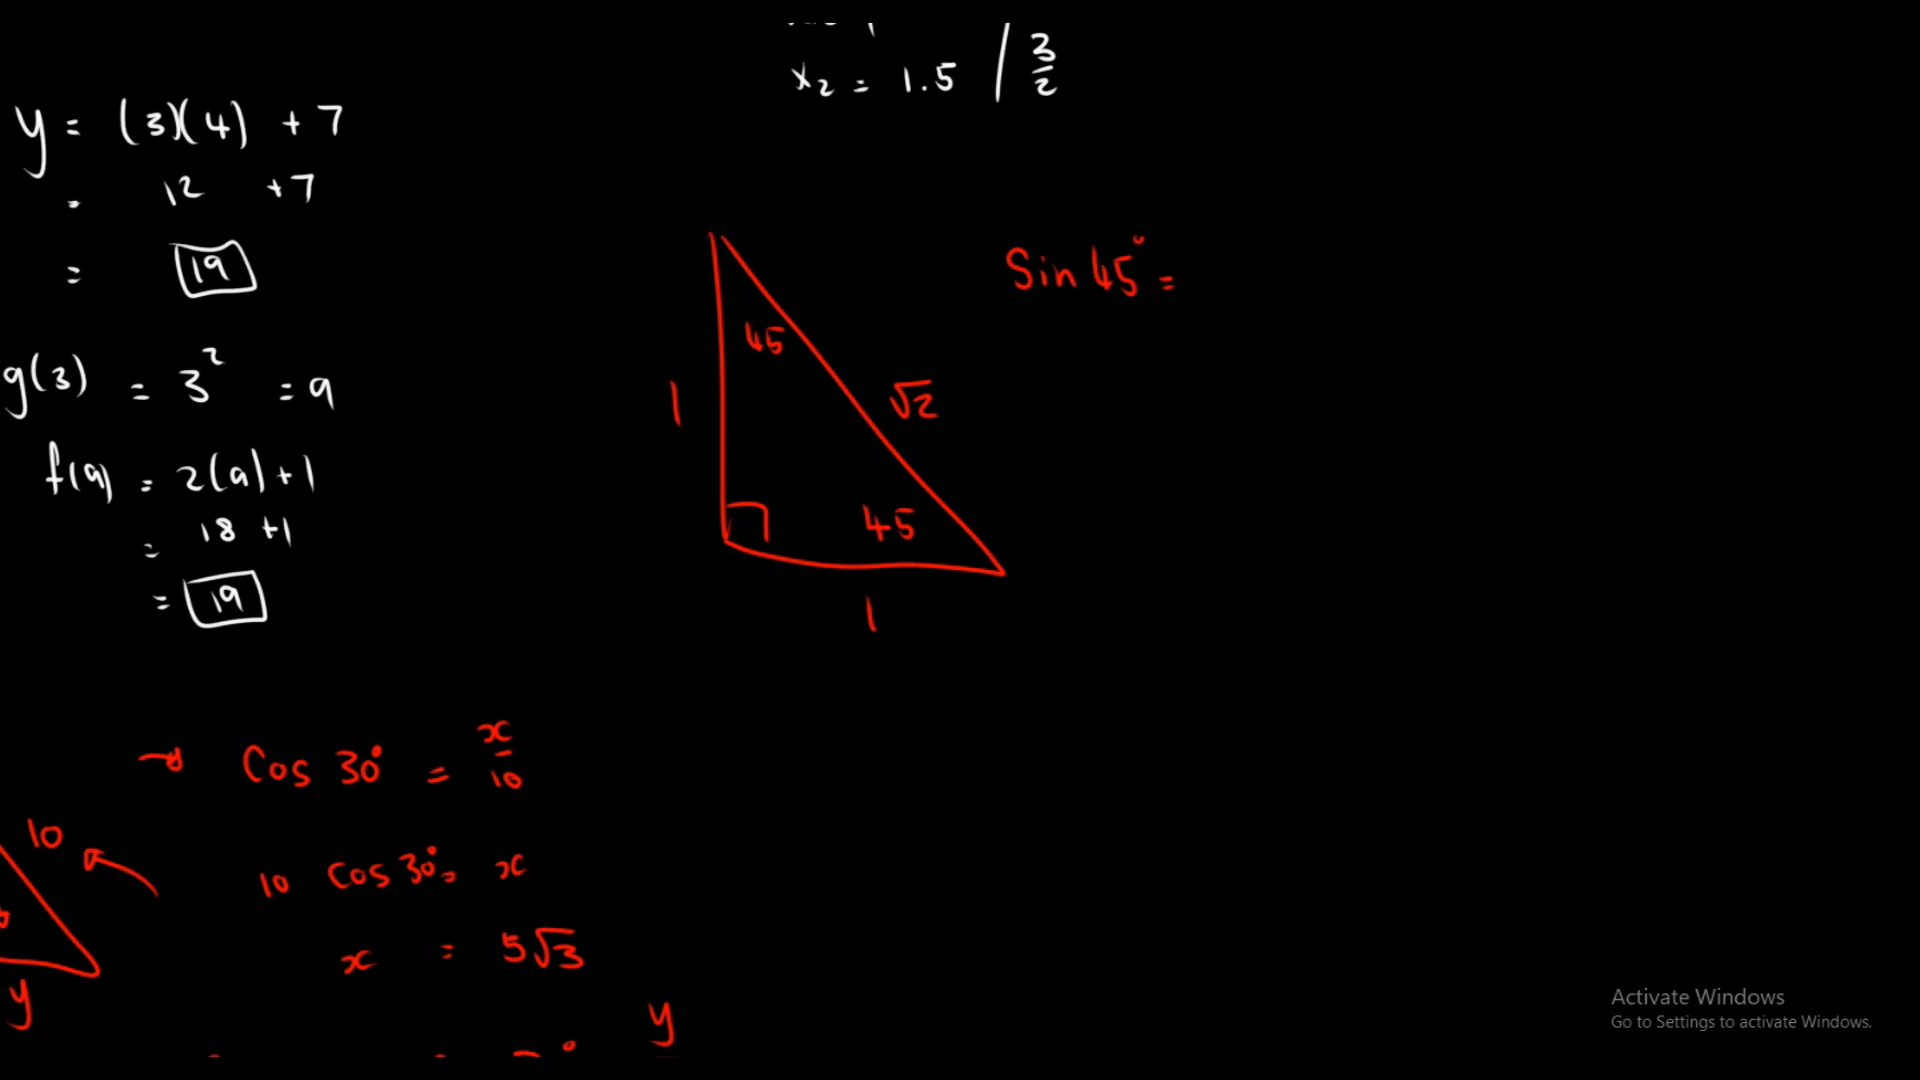 x₂ = 1.5 / 3/2
y = (3)(4) + 7
= 12 + 7
= 19
g(3) = 3² = 9
f(9) = 2(9) + 1
= 18 + 1
= 19
Sin 45° =
45
1
√2
45
1
→ Cos 30° = x/10
10
10 Cos 30° = x
x = 5√3
y
y
Activate Windows
Go to Settings to activate Windows.